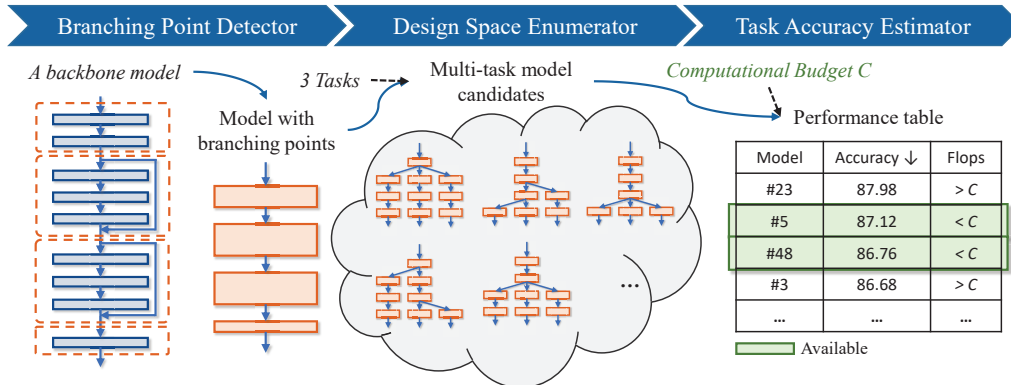 Branching Point Detector
Design Space Enumerator
Task Accuracy Estimator
A backbone model
3 Tasks
Multi-task model
candidates
Computational Budget C
Model with
branching points
Performance table
Model Accuracy ↓ Flops
#23 87.98 > C
#5 87.12 < C
#48 86.76 < C
#3 86.68 > C
... ... ...
...
Available